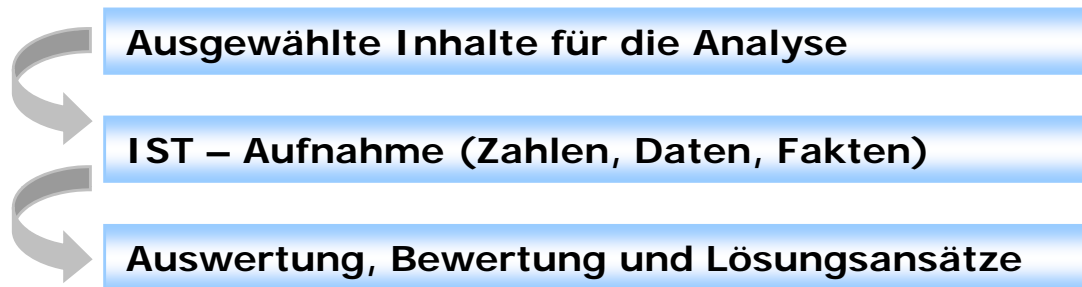 Ausgewählte Inhalte für die Analyse
IST – Aufnahme (Zahlen, Daten, Fakten)
Auswertung, Bewertung und Lösungsansätze